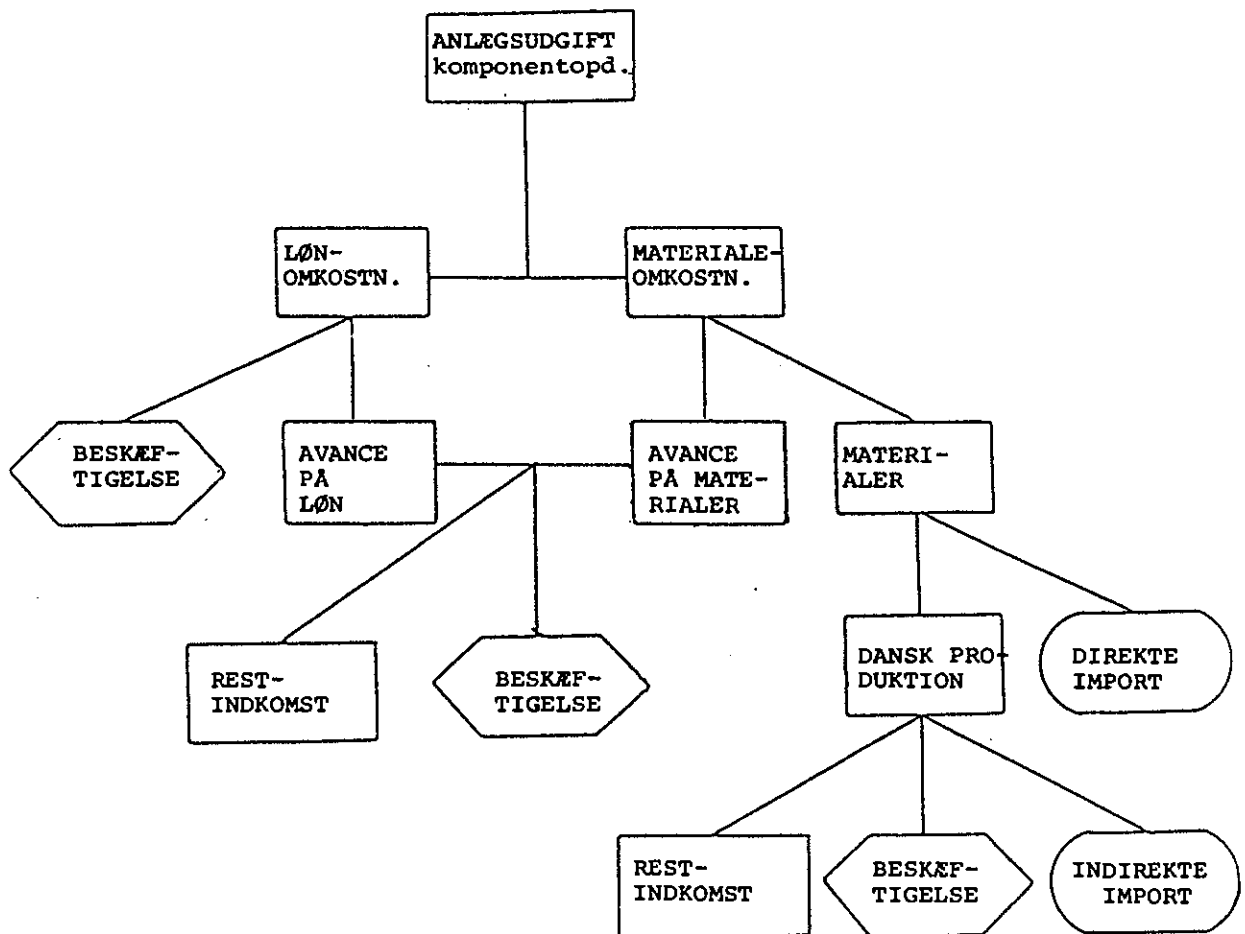 ANLÆGSUDGIFT
komponentopd.
LØN-
OMKOSTN.
MATERIALE-
OMKOSTN.
BESKÆF-
TIGELSE
AVANCE
PÅ
LØN
AVANCE
PÅ MATE-
RIALER
MATERI-
ALER
REST-
INDKOMST
BESKÆF-
TIGELSE
DANSK PRO-
DUKTION
DIREKTE
IMPORT
REST-
INDKOMST
BESKÆF-
TIGELSE
INDIREKTE
IMPORT